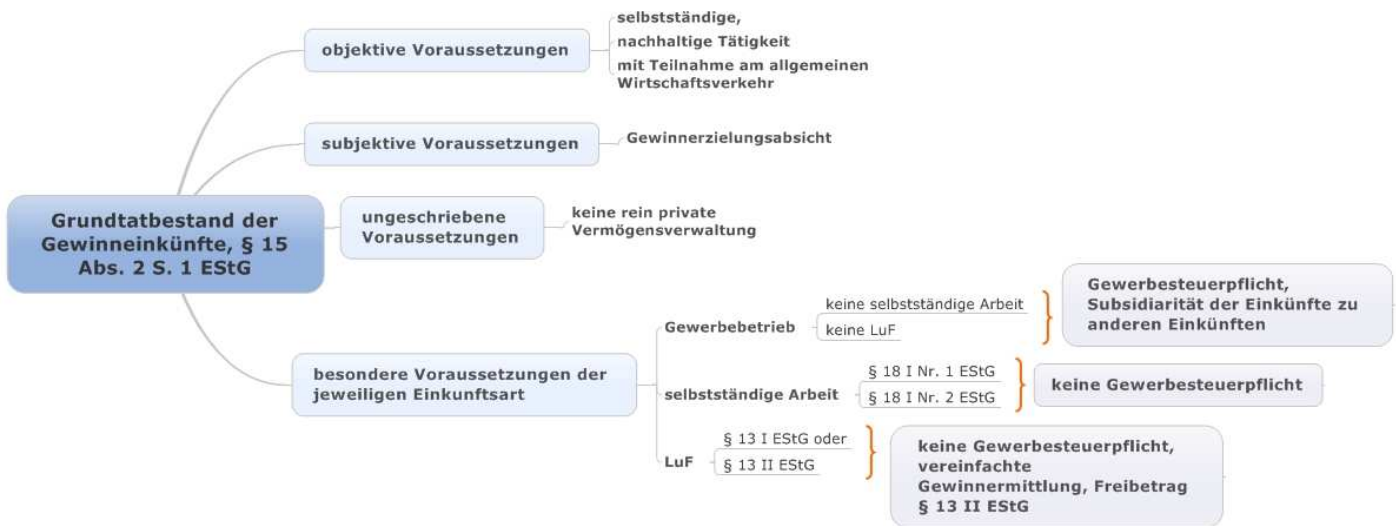 objektive Voraussetzungen
selbstständige,
nachhaltige Tätigkeit
mit Teilnahme am allgemeinen
Wirtschaftsverkehr
subjektive Voraussetzungen
Gewinnerzielungsabsicht
Grundtatbestand der
Gewinneinkünfte, § 15
Abs. 2 S. 1 EStG
ungeschriebene
Voraussetzungen
keine rein private
Vermögensverwaltung
besondere Voraussetzungen der
jeweiligen Einkunftsart
Gewerbebetrieb
keine selbstständige Arbeit
keine LuF
Gewerbesteuerpflicht,
Subsidiarität der Einkünfte zu
anderen Einkünften
selbstständige Arbeit
§ 18 I Nr. 1 EStG
§ 18 I Nr. 2 EStG
keine Gewerbesteuerpflicht
LuF
§ 13 I EStG oder
§ 13 II EStG
keine Gewerbesteuerpflicht,
vereinfachte
Gewinnermittlung, Freibetrag
§ 13 II EStG